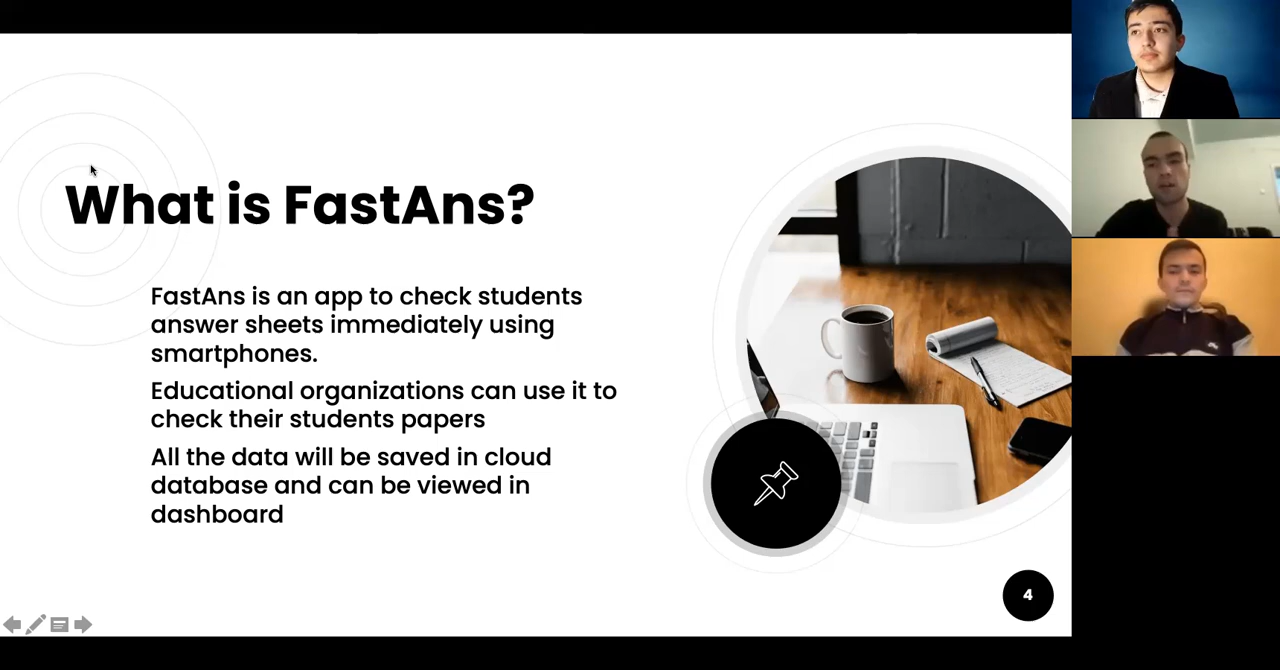 What is FastAns?
FastAns is an app to check students
answer sheets immediately using
smartphones.
Educational organizations can use it to
check their students papers
All the data will be saved in cloud
database and can be viewed in
dashboard
4